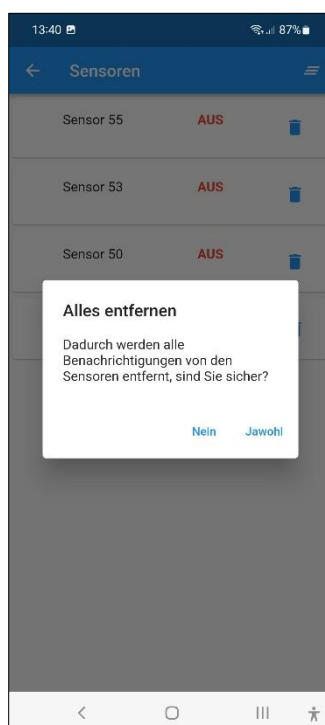 13:40 87%
Sensoren
Sensor 55 AUS
Sensor 53 AUS
Sensor 50 AUS
Alles entfernen
Dadurch werden alle
Benachrichtigungen von den
Sensoren entfernt, sind Sie sicher?
Nein Jawohl